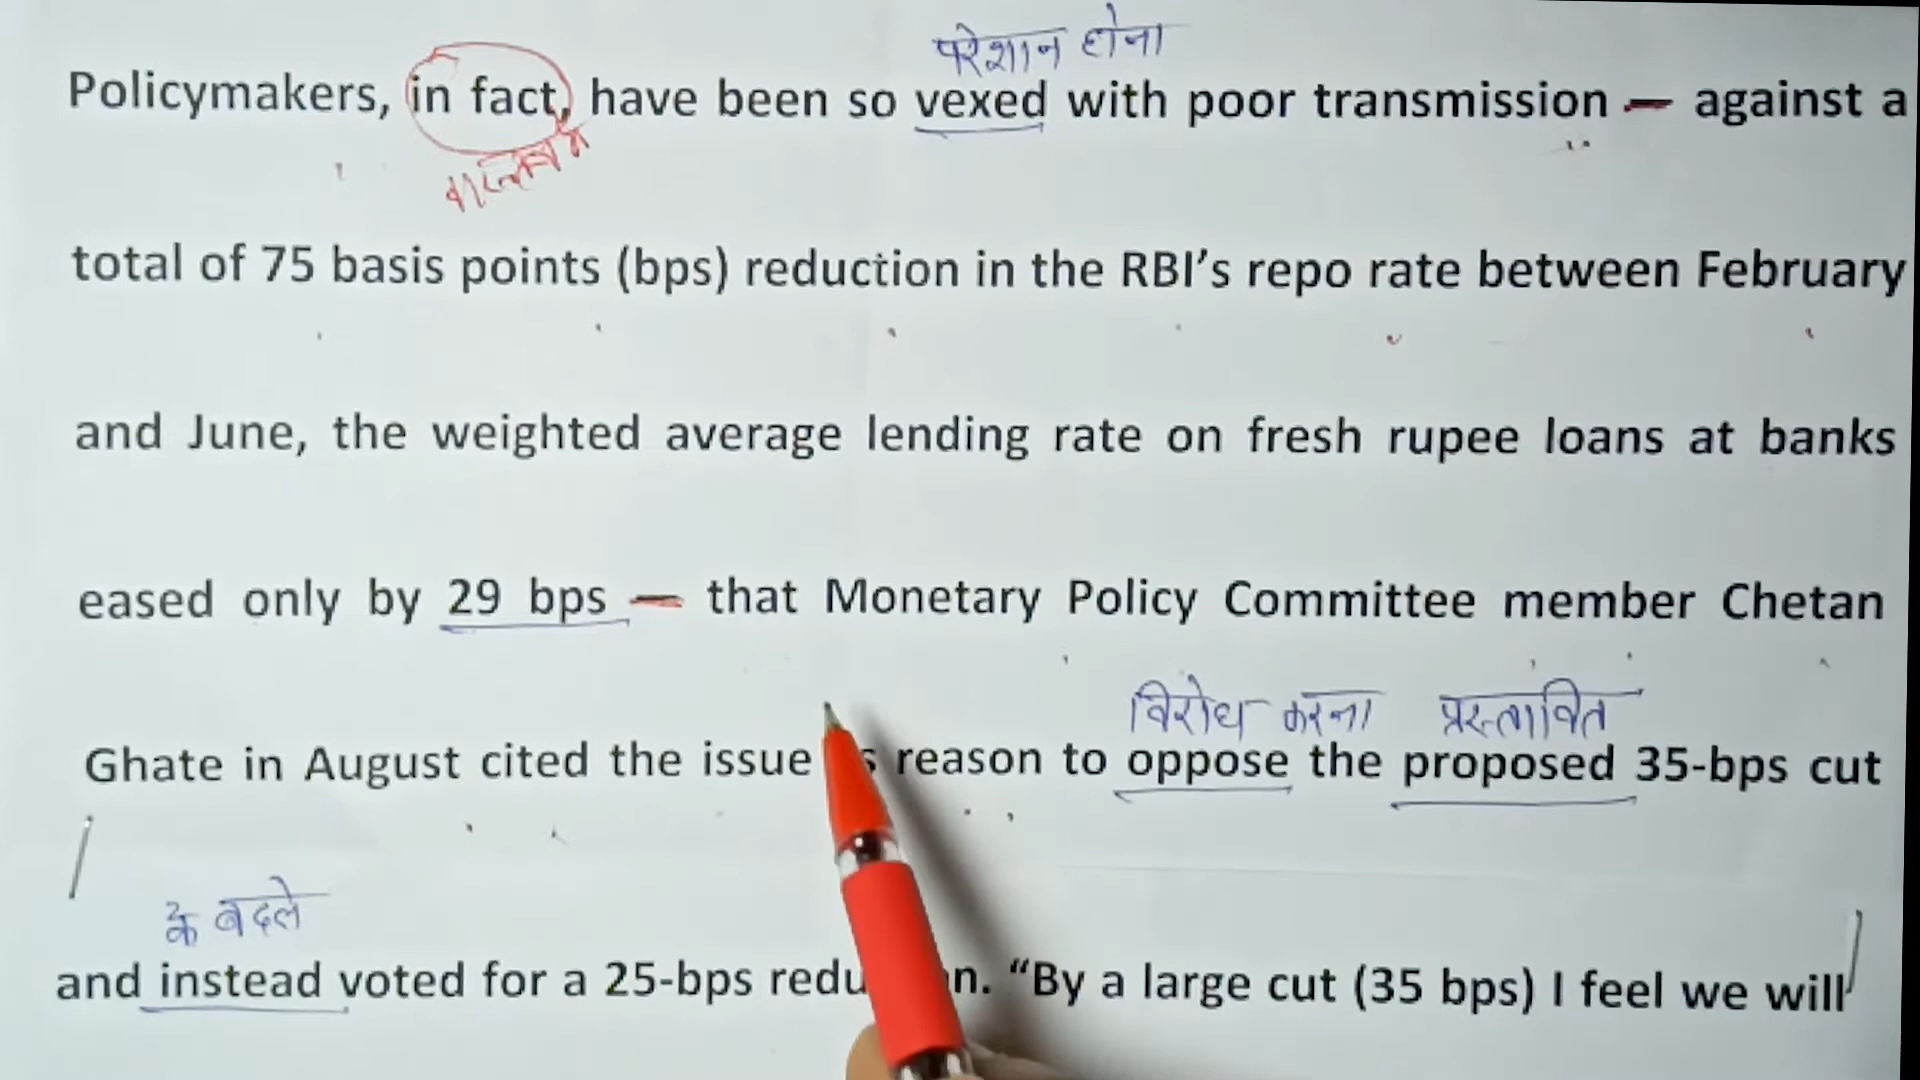 परेशान होना
Policymakers, in fact, have been so vexed with poor transmission — against a
वास्तव में
total of 75 basis points (bps) reduction in the RBI’s repo rate between February
and June, the weighted average lending rate on fresh rupee loans at banks
eased only by 29 bps — that Monetary Policy Committee member Chetan
विरोध करना प्रस्तावित
Ghate in August cited the issue reason to oppose the proposed 35-bps cut
के बदले
and instead voted for a 25-bps “By a large cut (35 bps) I feel we will